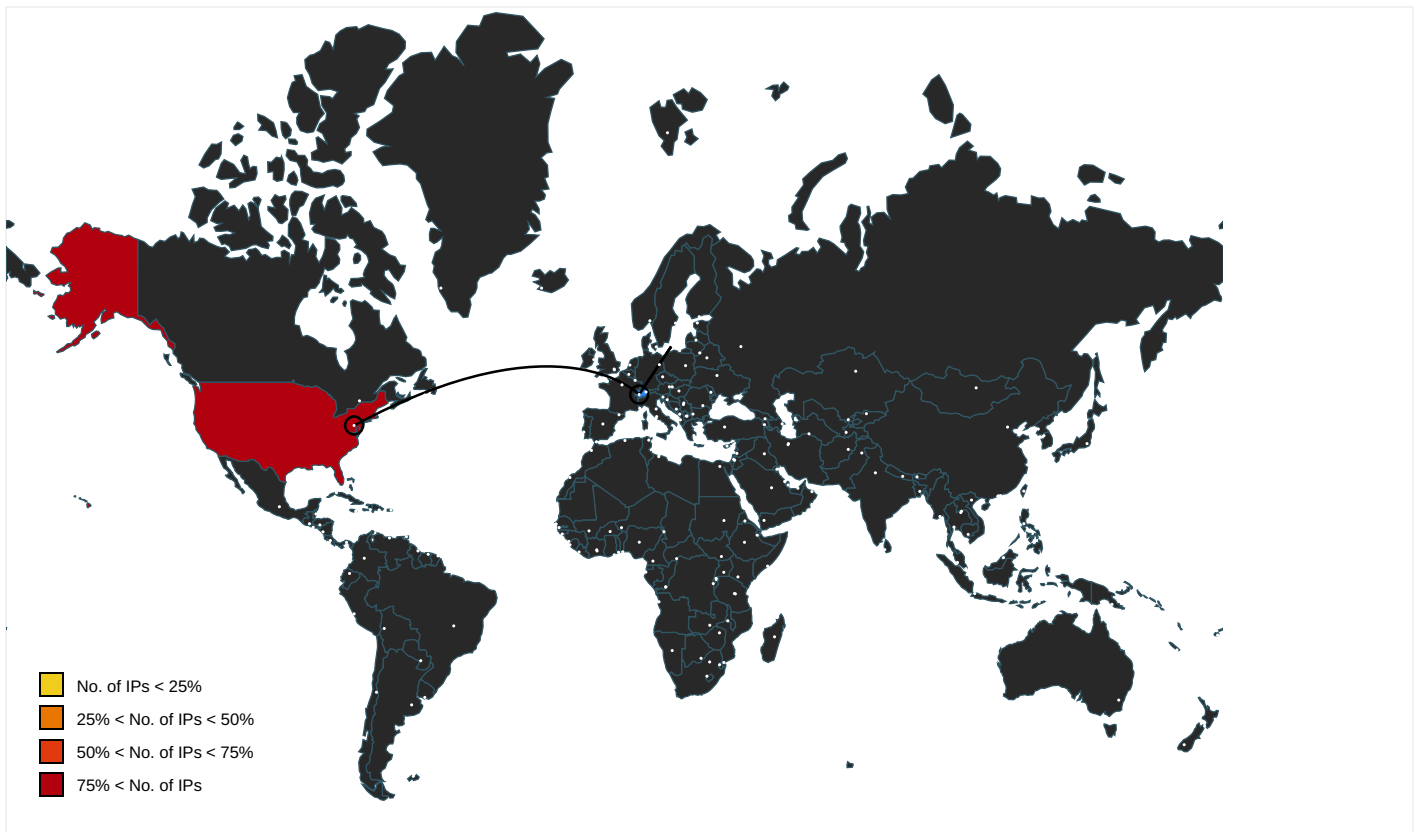 No. of IPs < 25%
25% < No. of IPs < 50%
50% < No. of IPs < 75%
75% < No. of IPs